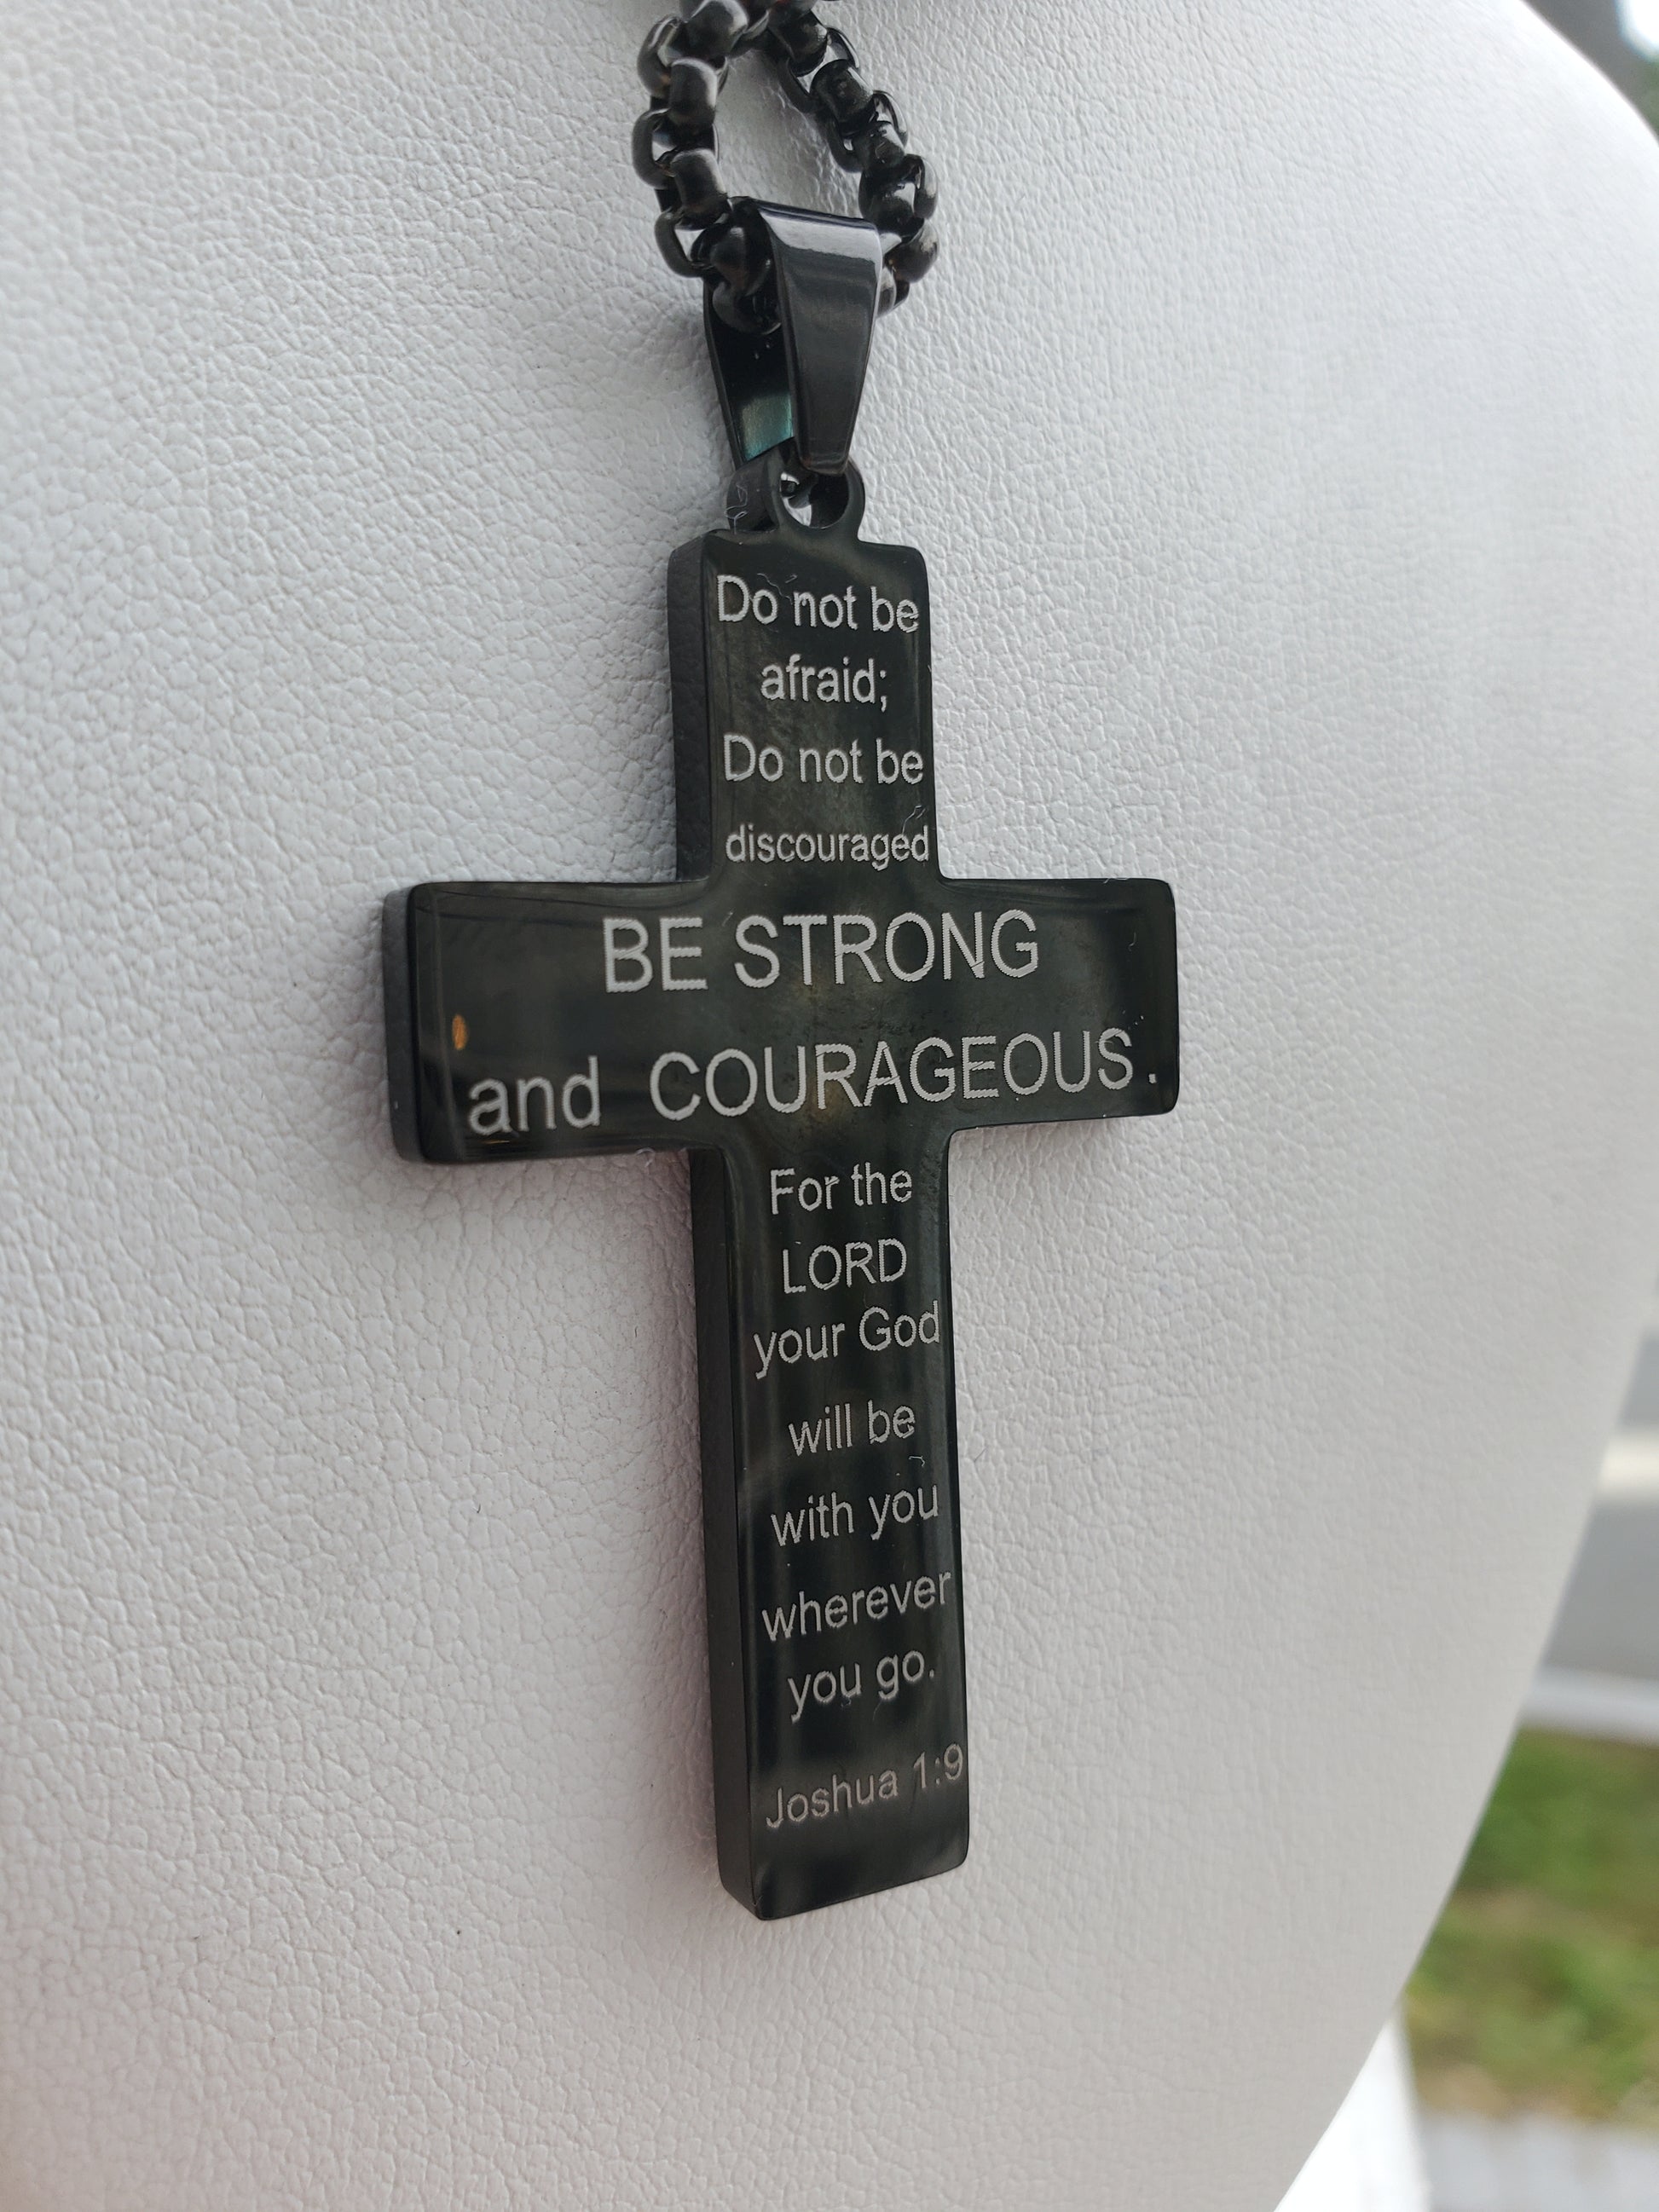 Do not be
afraid;
Do not be
discouraged
BE STRONG
and COURAGEOUS.
For the
LORD
your God
will be
with you
wherever
you go.
Joshua 1:9